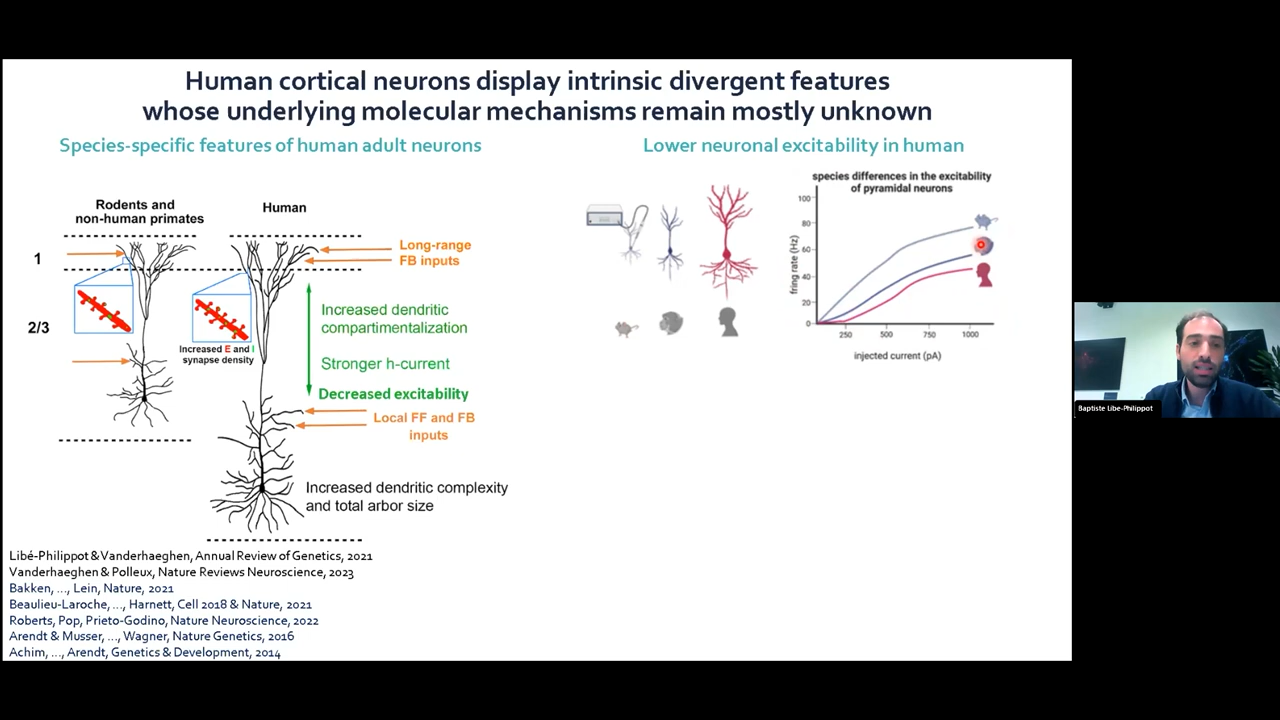 Human cortical neurons display intrinsic divergent features
whose underlying molecular mechanisms remain mostly unknown
Species-specific features of human adult neurons
Rodents and
non-human primates
Human
1
2/3
Long-range
FB inputs
Increased dendritic
compartimentalization
Increased E and I
synapse density
Stronger h-current
Decreased excitability
Local FF and FB
inputs
Increased dendritic complexity
and total arbor size
Libé-Philippot & Vanderhaeghen, Annual Review of Genetics, 2021
Vanderhaeghen & Polleux, Nature Reviews Neuroscience, 2023
Bakken, ..., Lein, Nature, 2021
Beaulieu-Laroche, ..., Harnett, Cell 2018 & Nature, 2021
Roberts, Pop, Prieto-Godino, Nature Neuroscience, 2022
Arendt & Musser, ..., Wagner, Nature Genetics, 2016
Achim, ..., Arendt, Genetics & Development, 2014
Lower neuronal excitability in human
species differences in the excitability
of pyramidal neurons
firing rate (Hz)
100
80
60
40
20
0
250
500
750
1000
injected current (pA)
Baptiste Libe-Philippot